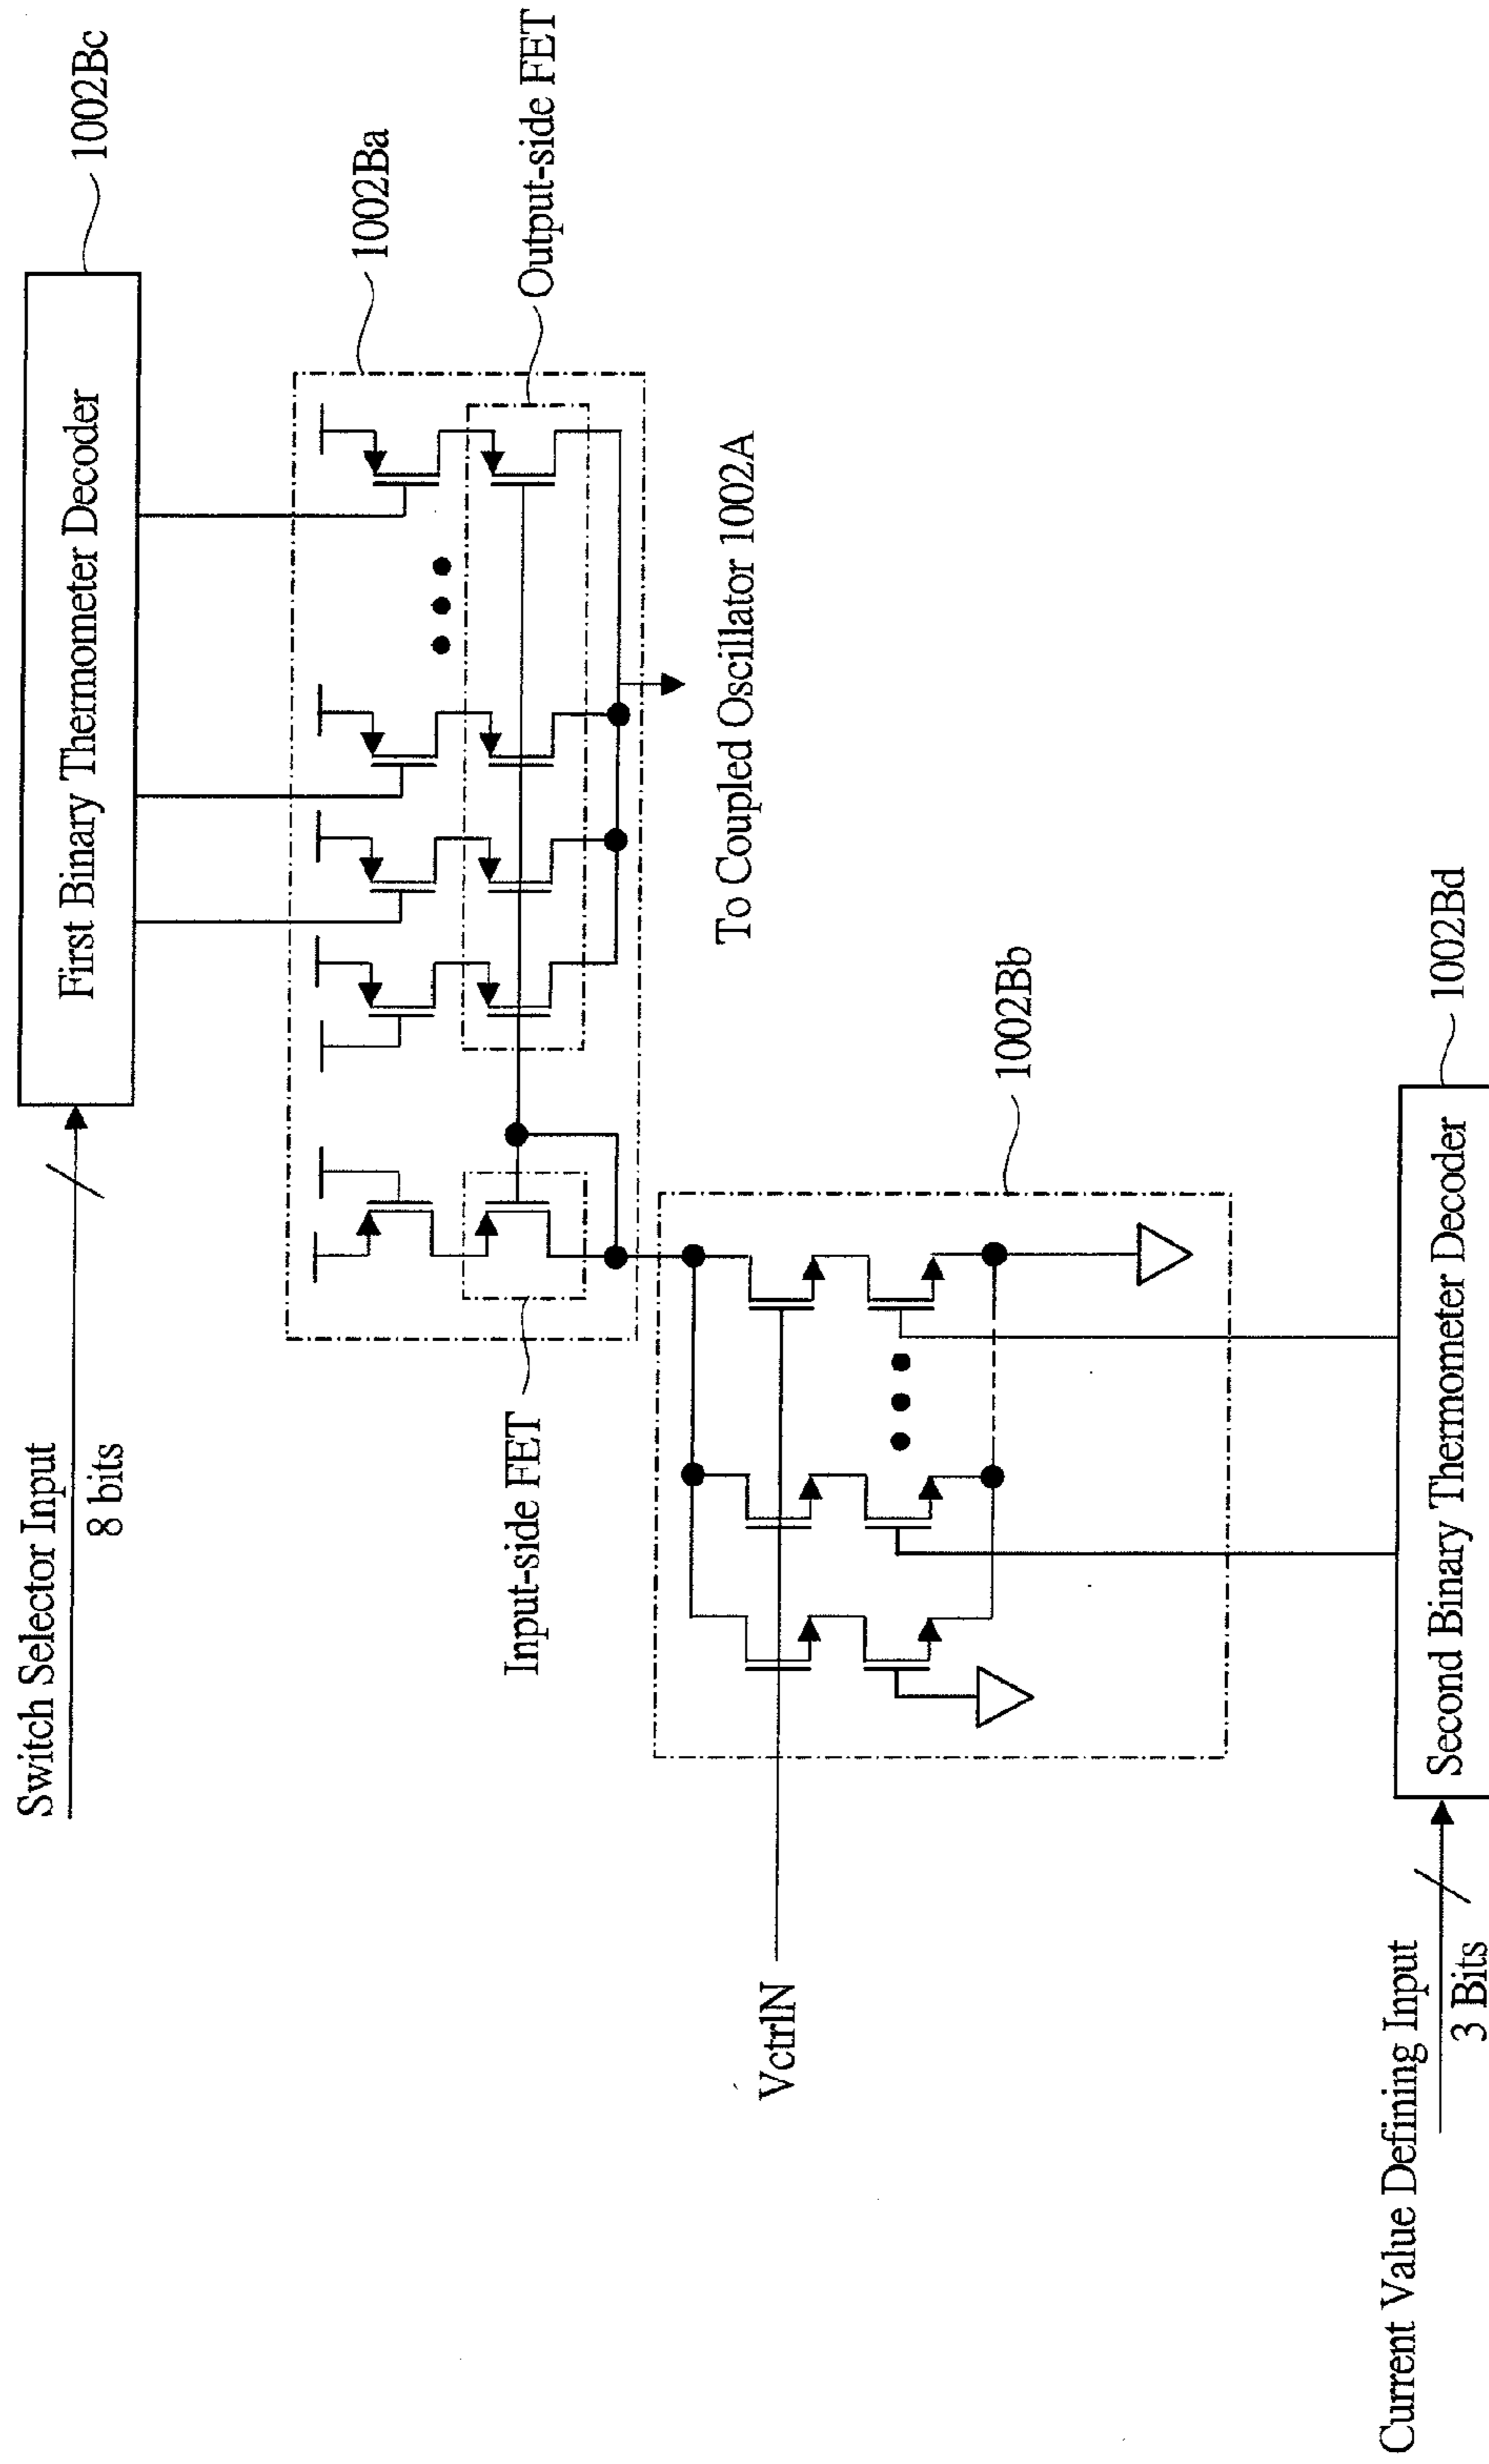 Switch Selector Input
8 bits
First Binary Thermometer Decoder
1002Bc
1002Ba
Output-side FET
Input-side FET
To Coupled Oscillator 1002A
VctrlN
1002Bb
1002Bd
Current Value Defining Input
3 Bits
Second Binary Thermometer Decoder